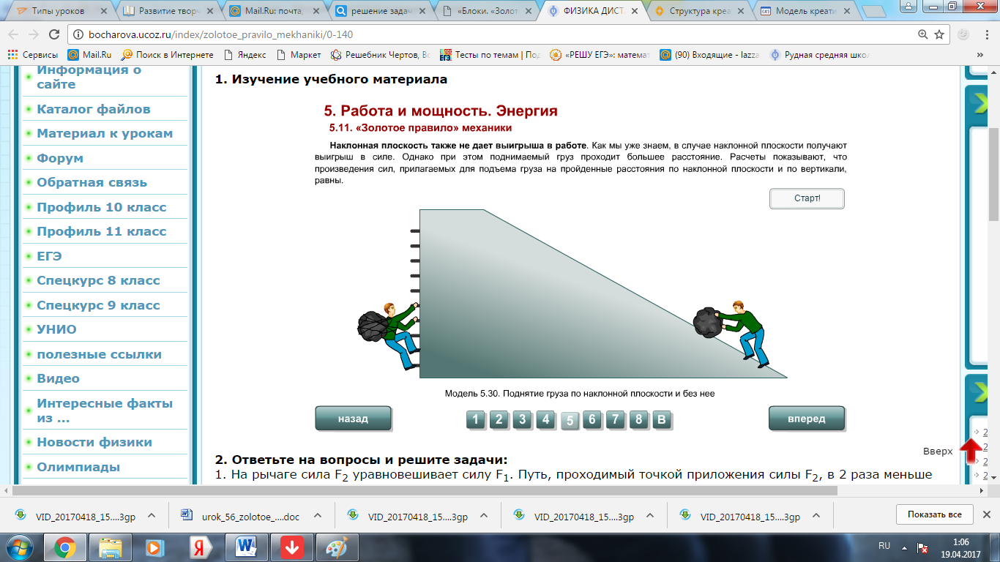 Типы уроков
Развитие творч
Mail.Ru: почта,
решение задач
«Блоки. «Золот
ФИЗИКА ДИСТ
Структура креа
Модель креати
bocharova.ucoz.ru/index/zolotoe_pravilo_mekhaniki/0-140
Сервисы
Mail.Ru
Поиск в Интернете
Яндекс
Маркет
Решебник Чертов, Вс
Тесты по темам | Под
«РЕШУ ЕГЭ»: математ
(90) Входящие - lazza
Рудная средняя шко
»
Информация о
сайте
Каталог файлов
Материал к урокам
Форум
Обратная связь
Профиль 10 класс
Профиль 11 класс
ЕГЭ
Спецкурс 8 класс
Спецкурс 9 класс
УНИО
полезные ссылки
Видео
Интересные факты
из ...
Новости физики
Олимпиады
1. Изучение учебного материала
5. Работа и мощность. Энергия
5.11. «Золотое правило» механики
Наклонная плоскость также не дает выигрыша в работе. Как мы уже знаем, в случае наклонной плоскости получают
выигрыш в силе. Однако при этом поднимаемый груз проходит большее расстояние. Расчеты показывают, что
произведения сил, прилагаемых для подъема груза на пройденные расстояния по наклонной плоскости и по вертикали,
равны.
Старт!
Модель 5.30. Поднятие груза по наклонной плоскости и без нее
назад
1 2 3 4 5 6 7 8 В
вперед
Вверх
2. Ответьте на вопросы и решите задачи:
1. На рычаге сила F2 уравновешивает силу F1. Путь, проходимый точкой приложения силы F2, в 2 раза меньше
2
2
2
2
VID_20170418_15....3gp
urok_56_zolotoe_....doc
VID_20170418_15....3gp
VID_20170418_15....3gp
VID_20170418_15....3gp
Показать все
RU
1:06
19.04.2017